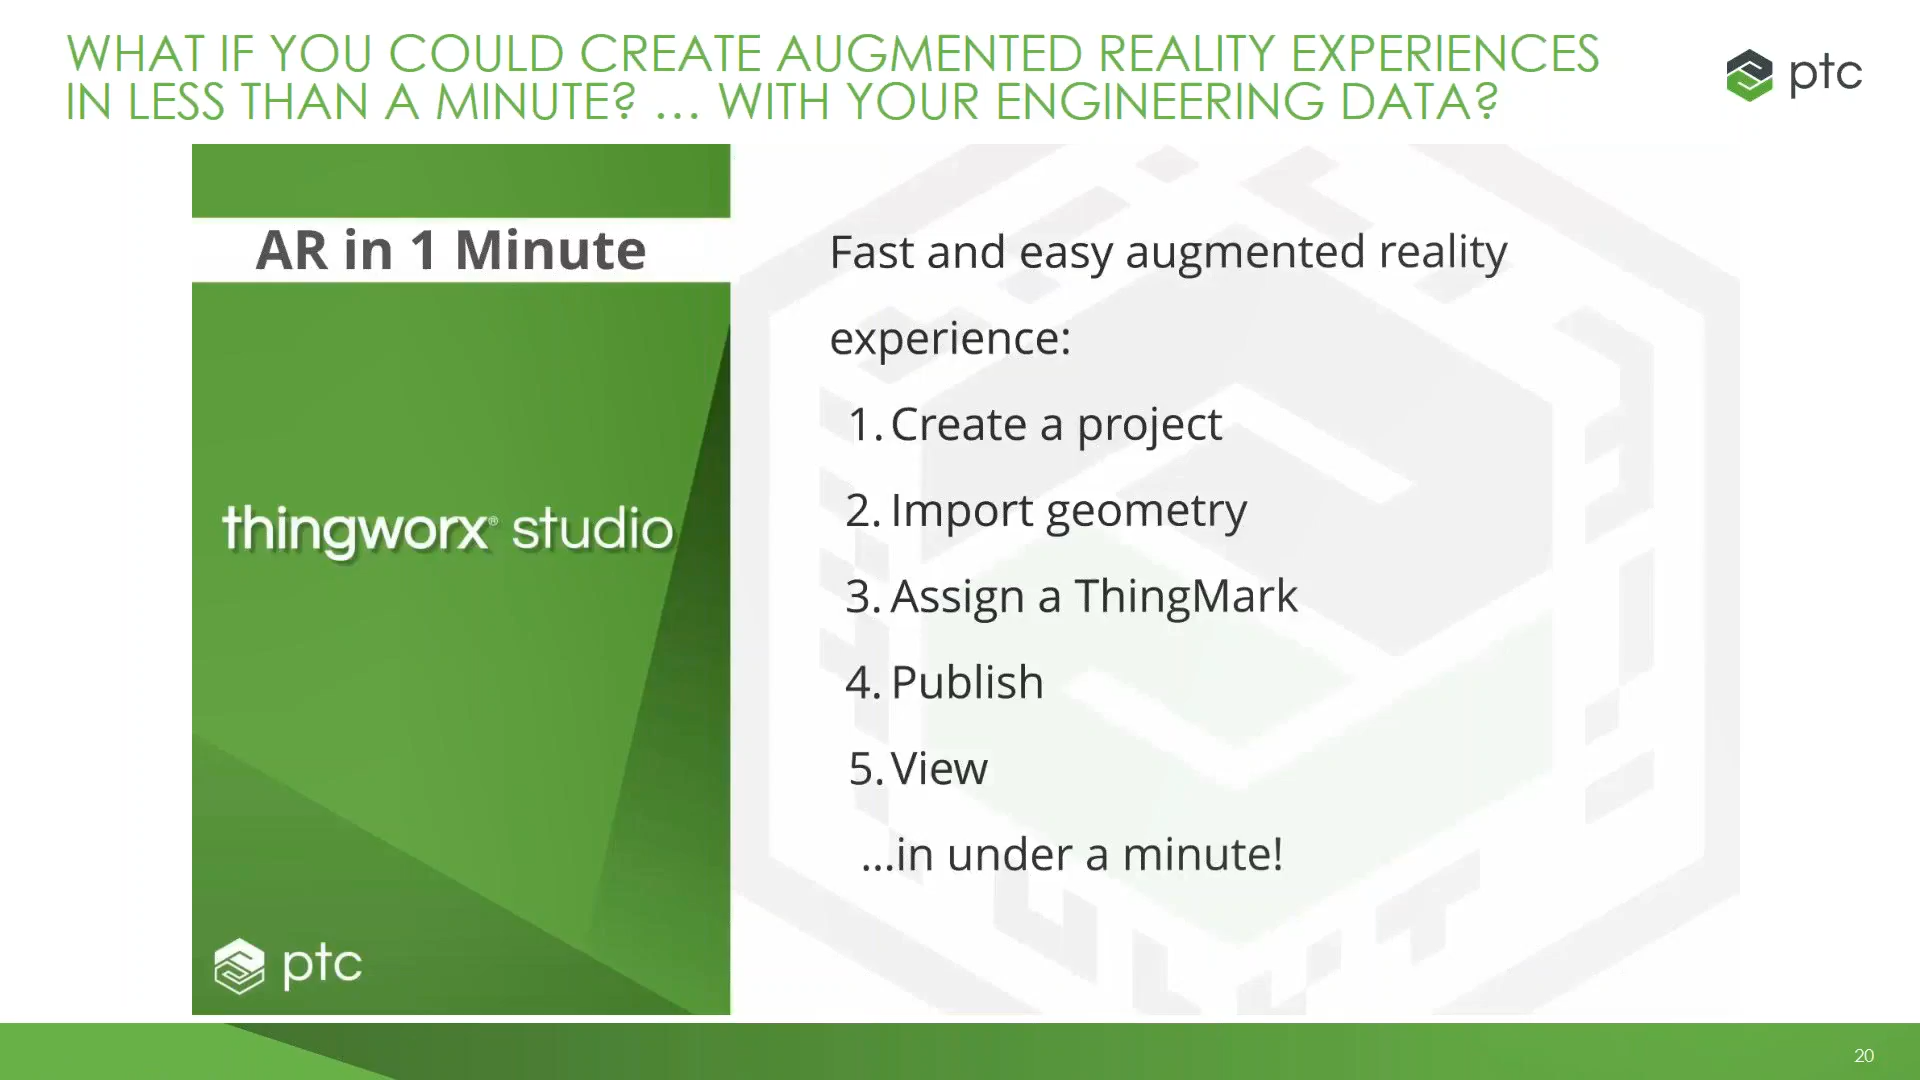 WHAT IF YOU COULD CREATE AUGMENTED REALITY EXPERIENCES
IN LESS THAN A MINUTE? ... WITH YOUR ENGINEERING DATA?
ptc
AR in 1 Minute
thingworx® studio
ptc
Fast and easy augmented reality
experience:
1. Create a project
2. Import geometry
3. Assign a ThingMark
4. Publish
5. View
...in under a minute!
20